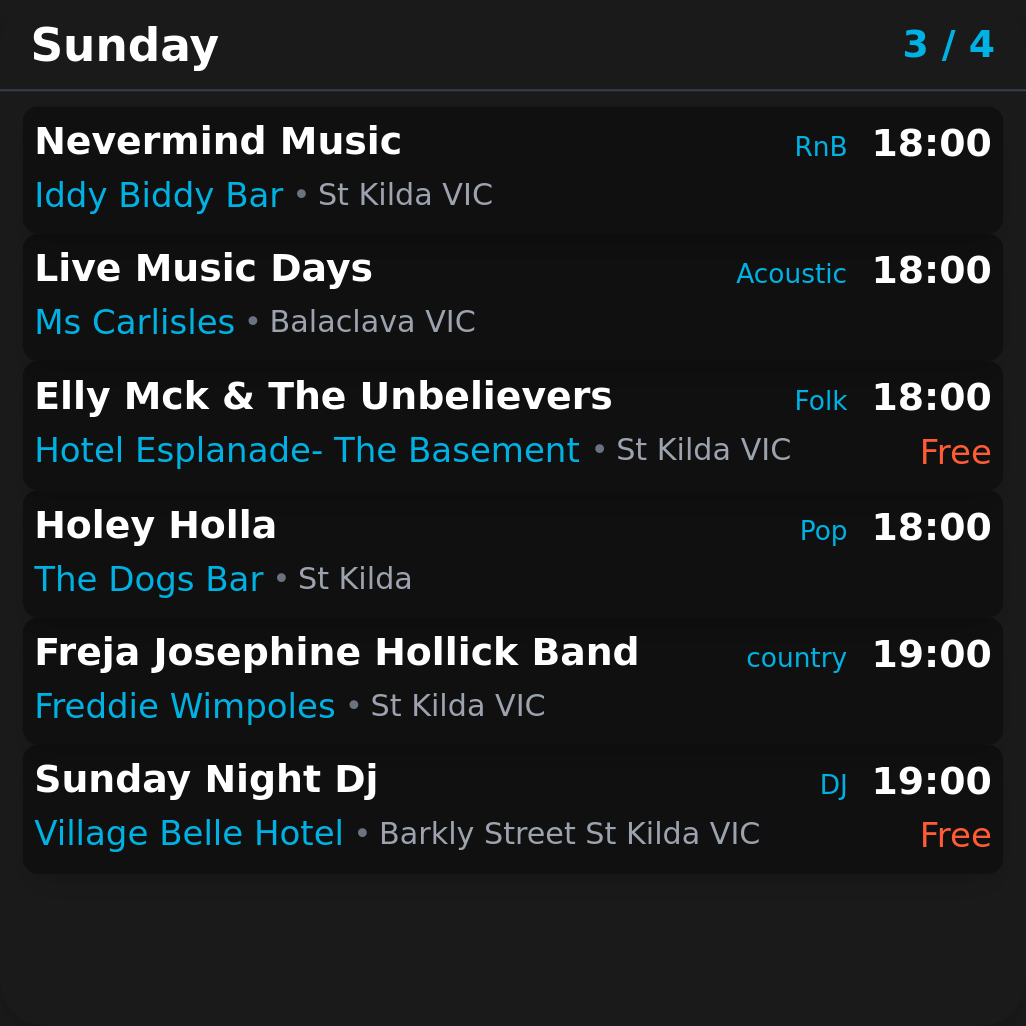 Sunday 3 / 4
Nevermind Music RnB 18:00
Iddy Biddy Bar • St Kilda VIC
Live Music Days Acoustic 18:00
Ms Carlisles • Balaclava VIC
Elly Mck & The Unbelievers Folk 18:00
Hotel Esplanade- The Basement • St Kilda VIC Free
Holey Holla Pop 18:00
The Dogs Bar • St Kilda
Freja Josephine Hollick Band country 19:00
Freddie Wimpoles • St Kilda VIC
Sunday Night Dj DJ 19:00
Village Belle Hotel • Barkly Street St Kilda VIC Free